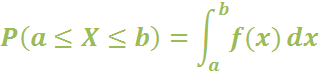 P(a ≤ X ≤ b) = ∫_a^b f(x) dx